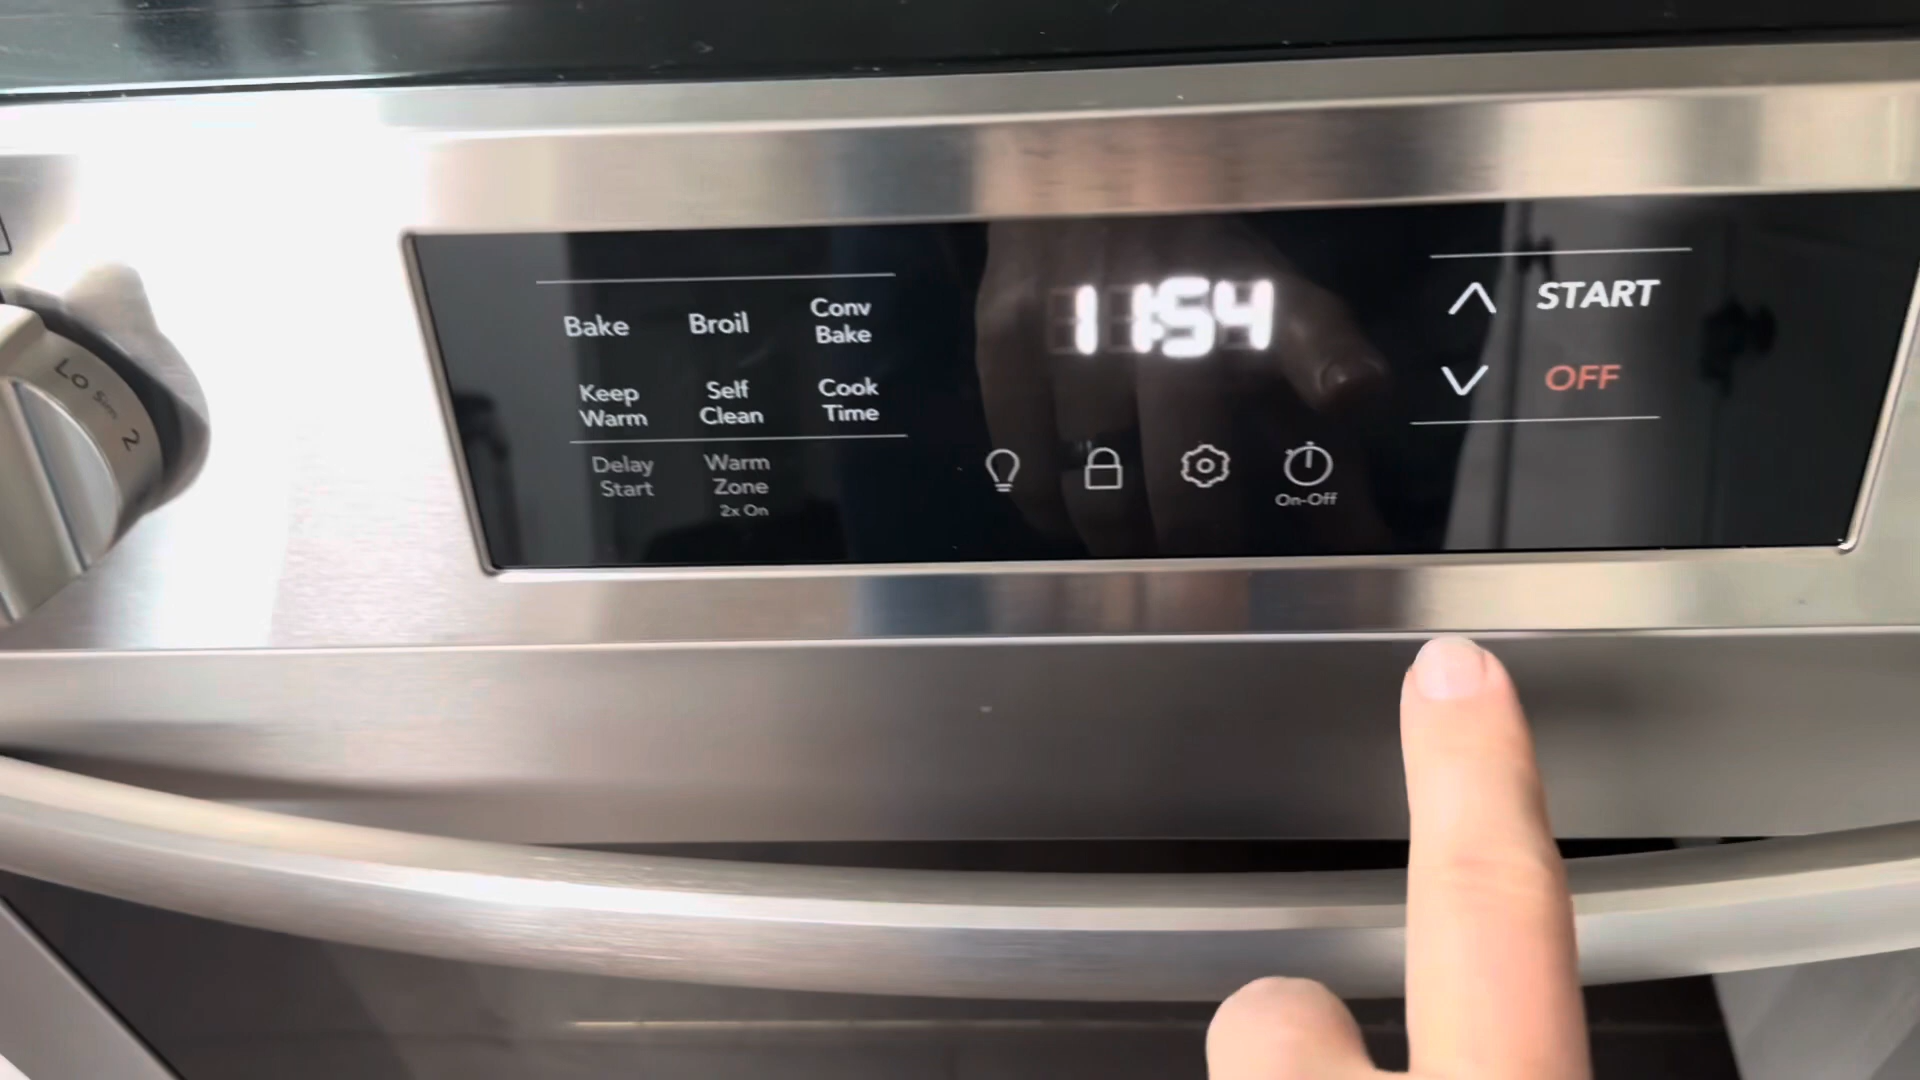 Lo Sim 2
Bake
Broil
Conv
Bake
Keep
Warm
Self
Clean
Cook
Time
Delay
Start
Warm
Zone
2x On
11:54
On-Off
START
OFF